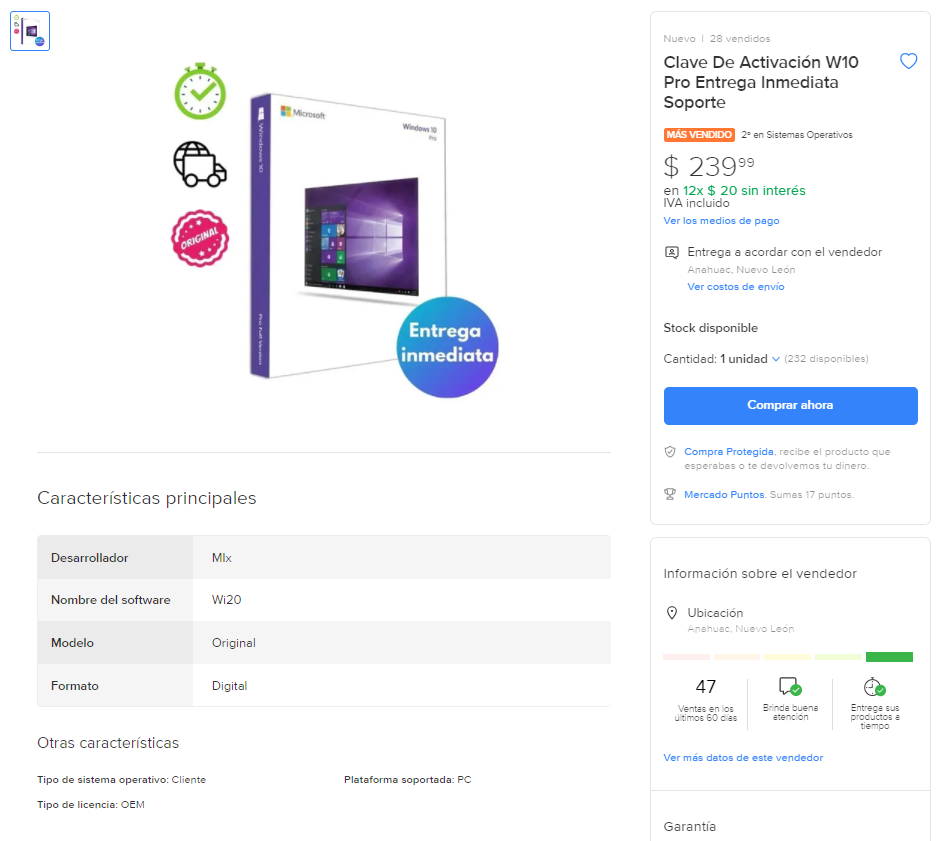 Microsoft
Windows 10
Pro
Windows 10
Pro Full Version
ORIGINAL
Entrega
inmediata
Características principales
Desarrollador MIx
Nombre del software Wi20
Modelo Original
Formato Digital
Otras características
Tipo de sistema operativo: Cliente Plataforma soportada: PC
Tipo de licencia: OEM
Nuevo | 28 vendidos
Clave De Activación W10
Pro Entrega Inmediata
Soporte
MÁS VENDIDO 2º en Sistemas Operativos
$ 239⁹⁹
en 12x $ 20 sin interés
IVA incluido
Ver los medios de pago
Entrega a acordar con el vendedor
Anahuac, Nuevo León
Ver costos de envío
Stock disponible
Cantidad: 1 unidad (232 disponibles)
Comprar ahora
Compra Protegida, recibe el producto que
esperabas o te devolvemos tu dinero.
Mercado Puntos. Sumas 17 puntos.
Información sobre el vendedor
Ubicación
Anahuac, Nuevo León
47
Ventas en los
últimos 60 días
Brinda buena
atención
Entrega sus
productos a
tiempo
Ver más datos de este vendedor
Garantía